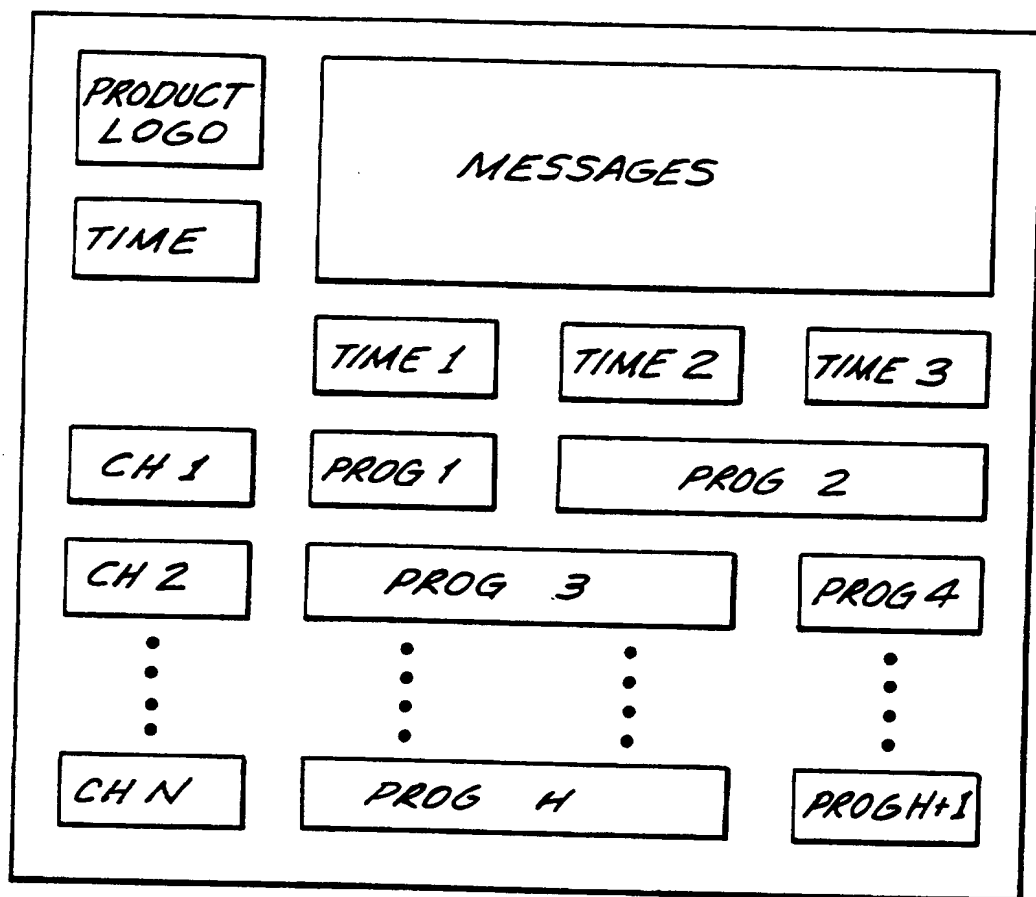 PRODUCT
LOGO
MESSAGES
TIME
TIME 1
TIME 2
TIME 3
CH 1
PROG 1
PROG 2
CH 2
PROG 3
PROG 4
CH N
PROG H
PROG H+1